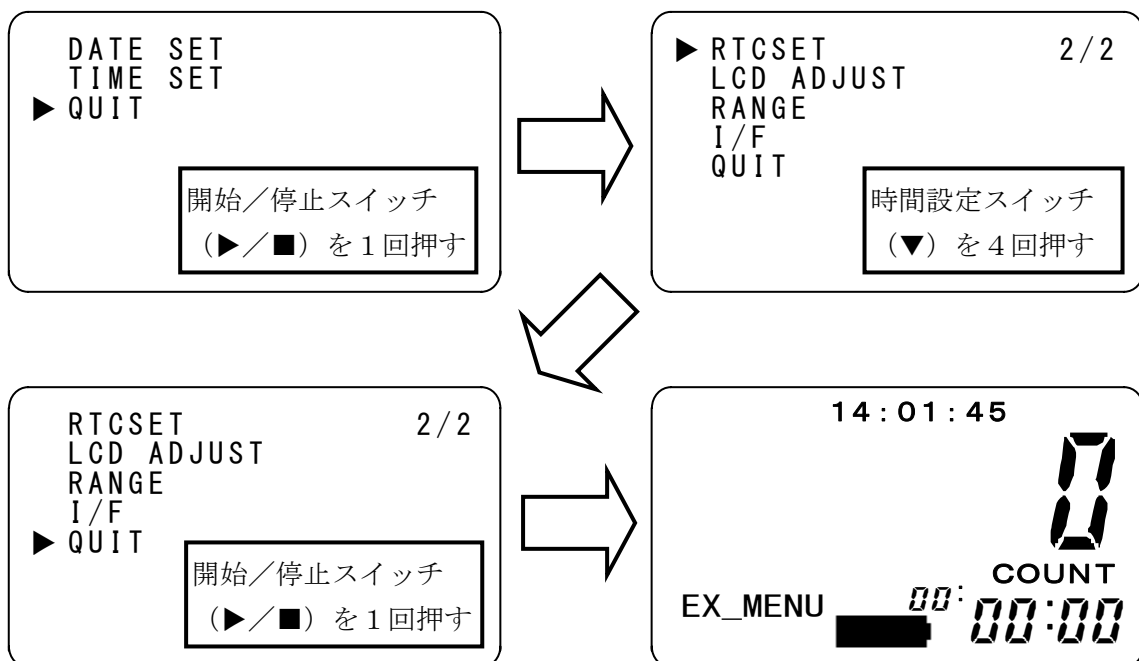 DATE SET
TIME SET
▶ QUIT
開始／停止スイッチ
（▶／■）を１回押す
▶ RTCSET 2/2
LCD ADJUST
RANGE
I/F
QUIT
時間設定スイッチ
（▼）を４回押す
RTCSET 2/2
LCD ADJUST
RANGE
I/F
▶ QUIT
開始／停止スイッチ
（▶／■）を１回押す
14:01:45
0
COUNT
EX_MENU 00: 00:00